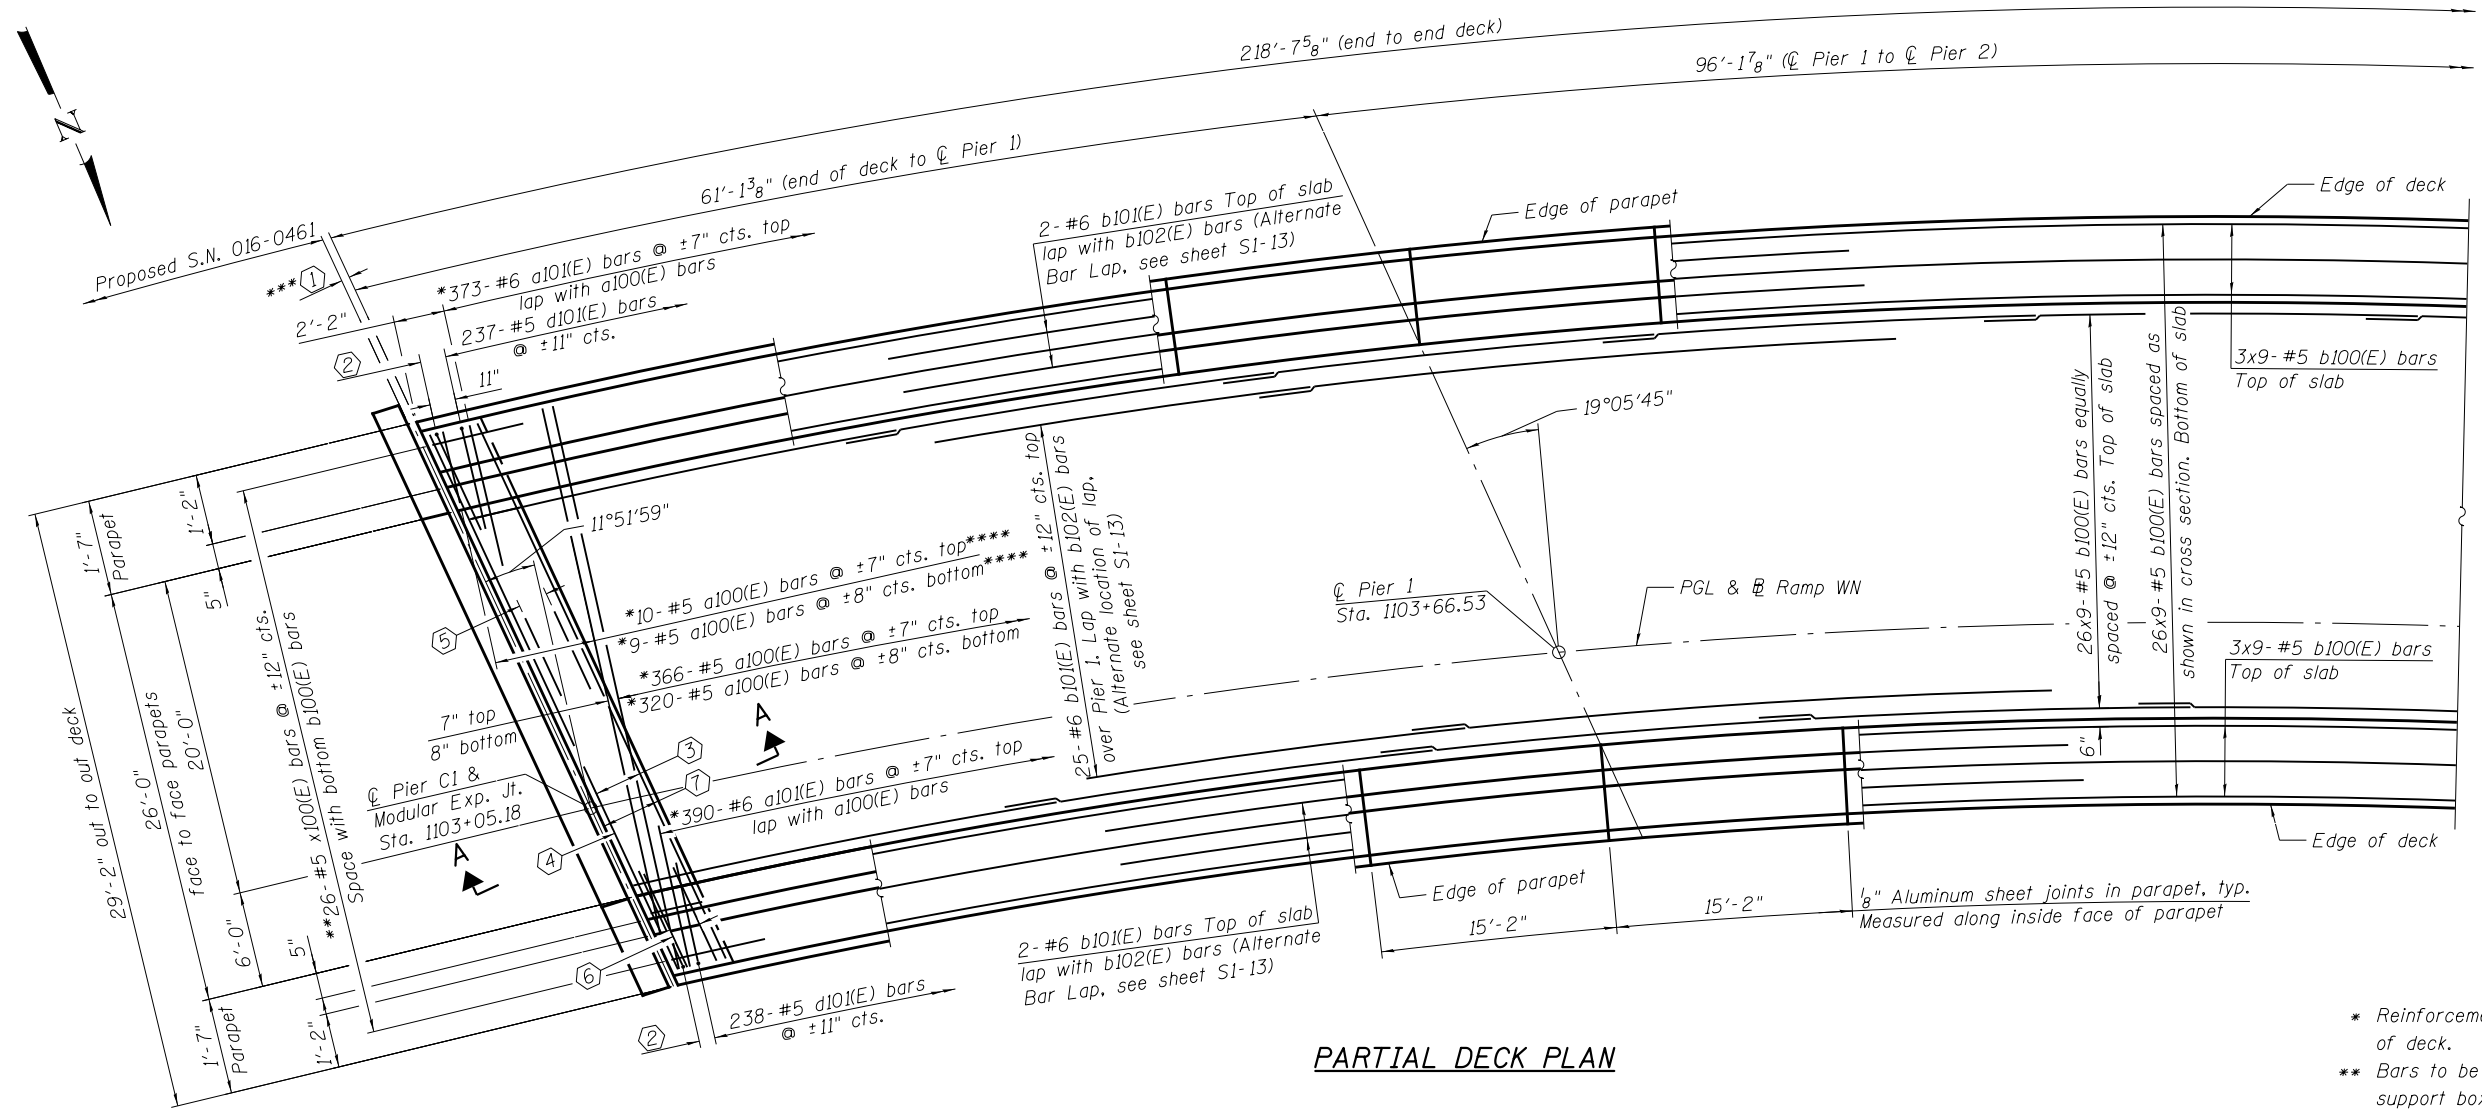 218'-7 5/8" (end to end deck)
96'-1 7/8" (℄ Pier 1 to ℄ Pier 2)
61'-1 3/8" (end of deck to ℄ Pier 1)
N
Proposed S.N. 016-0461
*** 1
2'-2"
2
*373-#6 a101(E) bars @ ±7" cts. top
lap with a100(E) bars
237-#5 d101(E) bars
@ ±11" cts.
11"
2-#6 b101(E) bars Top of slab
lap with b102(E) bars (Alternate
Bar Lap, see sheet S1-13)
Edge of parapet
Edge of deck
3x9-#5 b100(E) bars
Top of slab
19°05'45"
11°51'59"
1'-7"
Parapet
1'-2"
5"
29'-2" out to out deck
26'-0"
face to face parapets
20'-0"
6'-0"
**26-#5 x100(E) bars @ ±12" cts.
Space with bottom b100(E) bars
5
*10-#5 a100(E) bars @ ±7" cts. top****
*9-#5 a100(E) bars @ ±8" cts. bottom****
*366-#5 a100(E) bars @ ±7" cts. top
*320-#5 a100(E) bars @ ±8" cts. bottom
7" top
8" bottom
25-#6 b101(E) bars @ ±12" cts. top
over Pier 1. Lap with b102(E) bars
(Alternate location of lap,
see sheet S1-13)
℄ Pier 1
Sta. 1103+66.53
PGL & ℄ Ramp WN
26x9-#5 b100(E) bars equally
spaced @ ±12" cts. Top of slab
26x9-#5 b100(E) bars spaced as
shown in cross section. Bottom of slab
3x9-#5 b100(E) bars
Top of slab
6"
A
3
7
℄ Pier C1 &
Modular Exp. Jt.
Sta. 1103+05.18
*390-#6 a101(E) bars @ ±7" cts. top
lap with a100(E) bars
A
4
6
5"
1'-2"
1'-7"
Parapet
2
238-#5 d101(E) bars
@ ±11" cts.
2-#6 b101(E) bars Top of slab
lap with b102(E) bars (Alternate
Bar Lap, see sheet S1-13)
Edge of parapet
15'-2"
15'-2"
1/8" Aluminum sheet joints in parapet, typ.
Measured along inside face of parapet
Edge of deck
PARTIAL DECK PLAN
* Reinforceme
of deck.
** Bars to be
support box